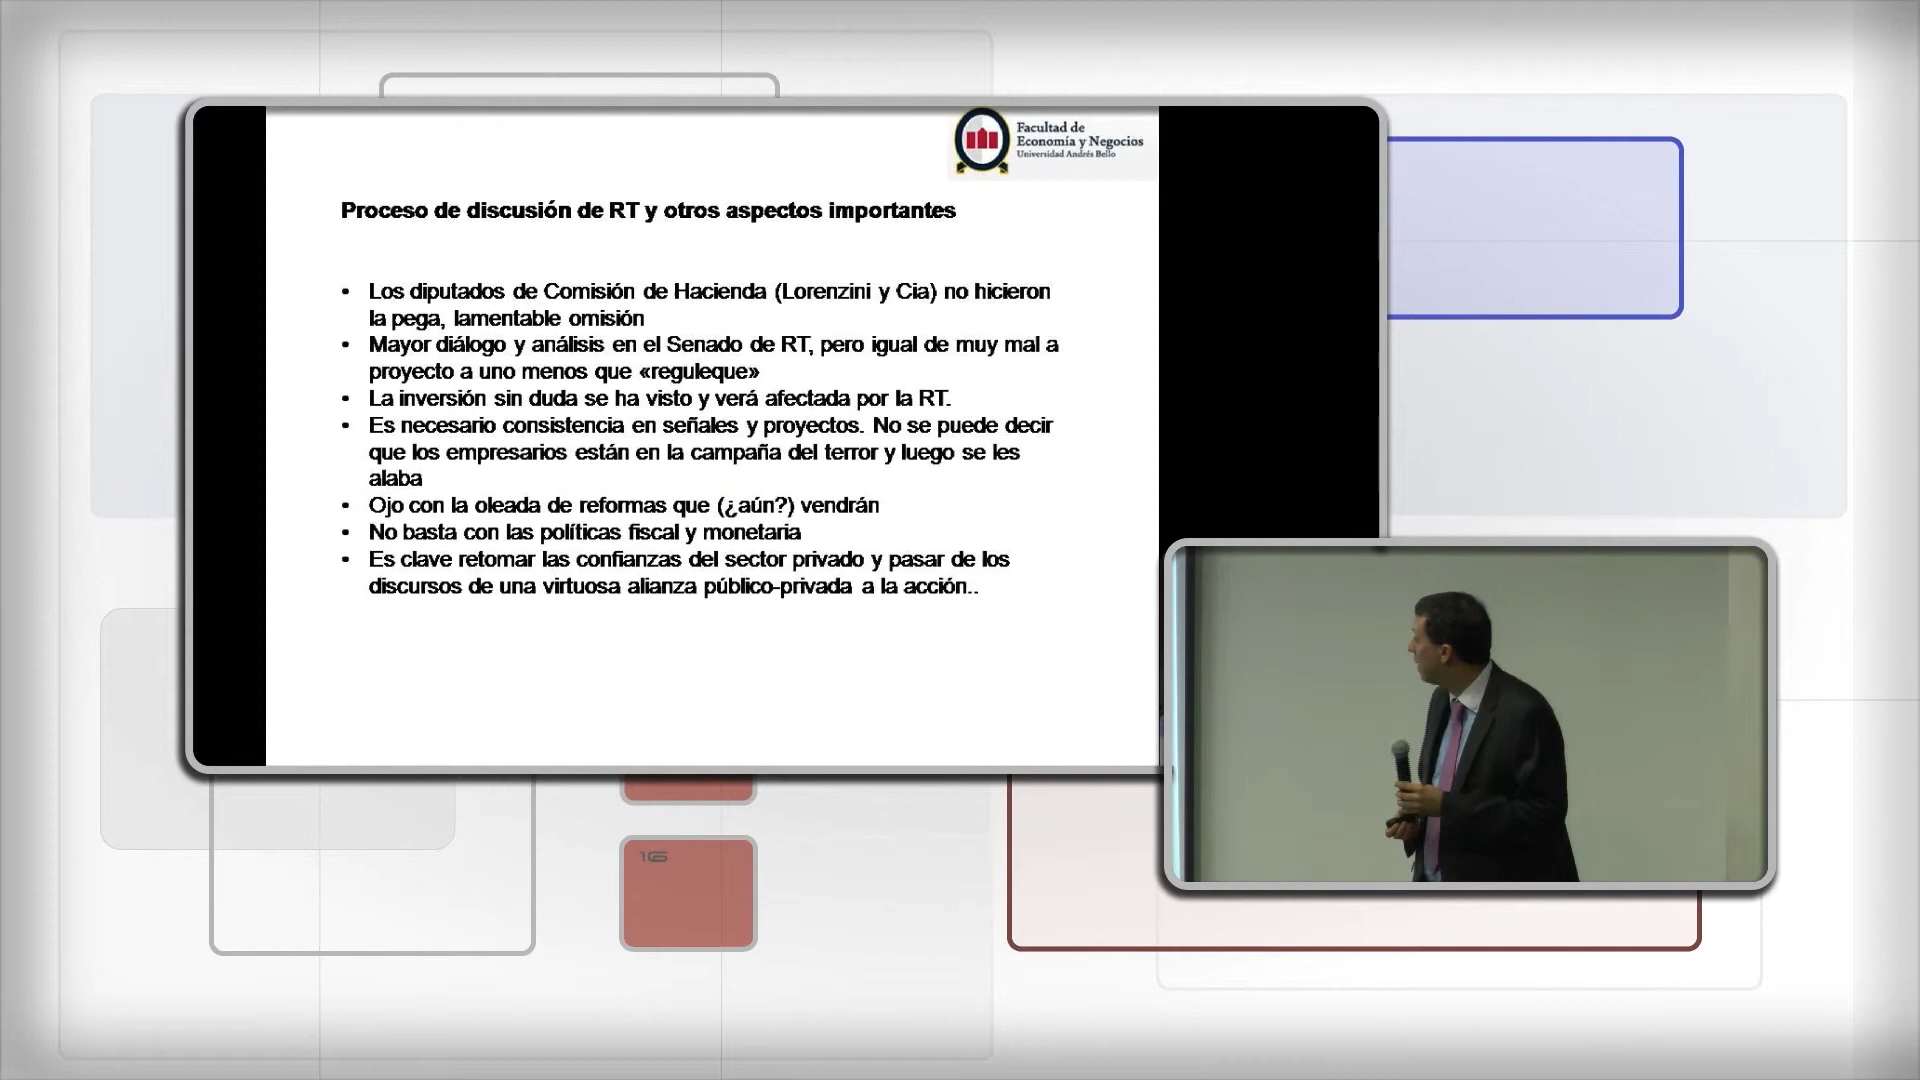 Facultad de
Economía y Negocios
Universidad Andrés Bello
Proceso de discusión de RT y otros aspectos importantes
• Los diputados de Comisión de Hacienda (Lorenzini y Cia) no hicieron
la pega, lamentable omisión
• Mayor diálogo y análisis en el Senado de RT, pero igual de muy mal a
proyecto a uno menos que «reguleque»
• La inversión sin duda se ha visto y verá afectada por la RT.
• Es necesario consistencia en señales y proyectos. No se puede decir
que los empresarios están en la campaña del terror y luego se les
alaba
• Ojo con la oleada de reformas que (¿aún?) vendrán
• No basta con las políticas fiscal y monetaria
• Es clave retomar las confianzas del sector privado y pasar de los
discursos de una virtuosa alianza público-privada a la acción..
16